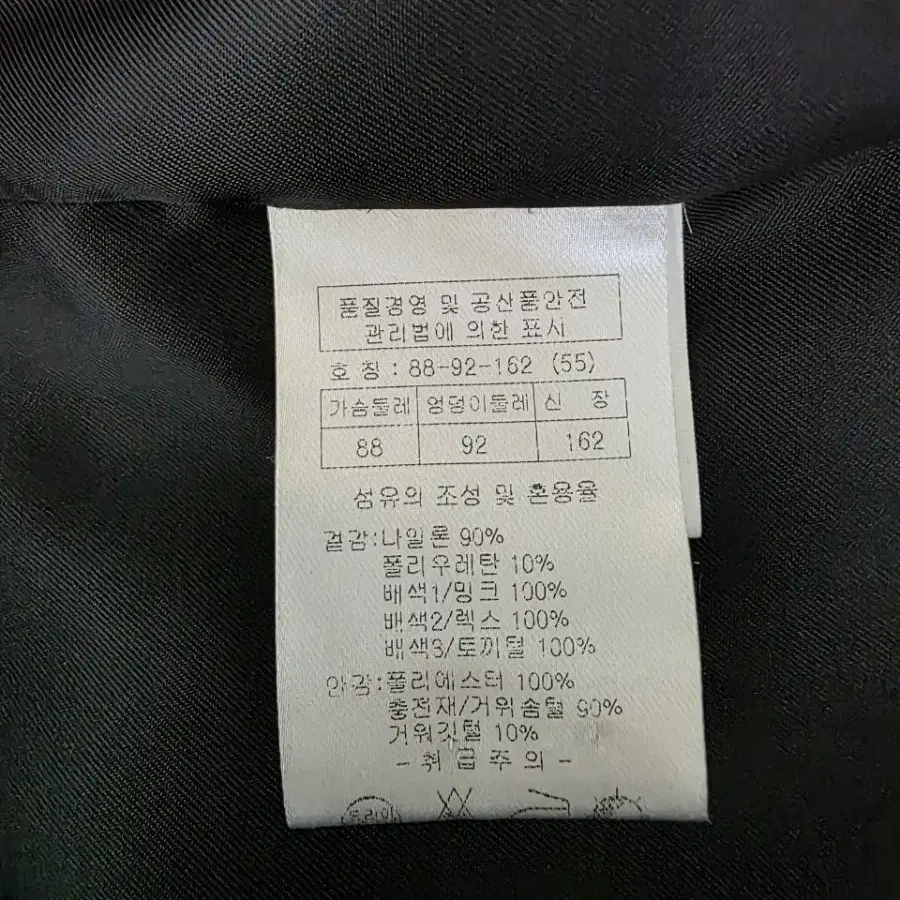 품질경영 및 공산품안전
관리법에 의한 표시
호 칭 : 88-92-162 (55)
가슴둘레 엉덩이둘레 신 장
88 92 162
섬유의 조성 및 혼용율
겉감:나일론 90%
폴리우레탄 10%
배색1/밍크 100%
배색2/렉스 100%
배색3/토끼털 100%
안감:폴리에스터 100%
충전재/거위솜털 90%
거위깃털 10%
- 취 급 주 의 -